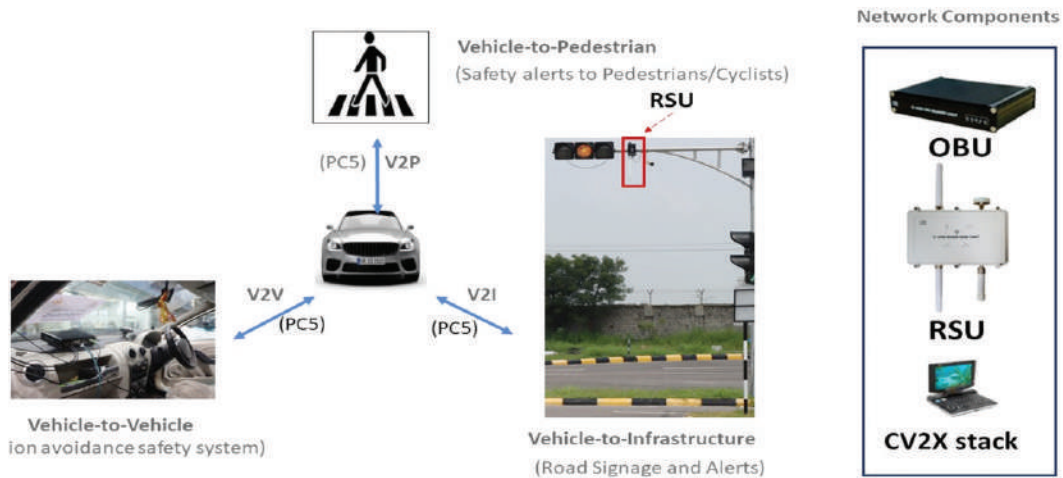 Network Components
Vehicle-to-Pedestrian
(Safety alerts to Pedestrians/Cyclists)
RSU
(PC5)
V2P
OBU
V2V
(PC5)
V2I
(PC5)
RSU
Vehicle-to-Vehicle
ion avoidance safety system)
Vehicle-to-Infrastructure
(Road Signage and Alerts)
CV2X stack